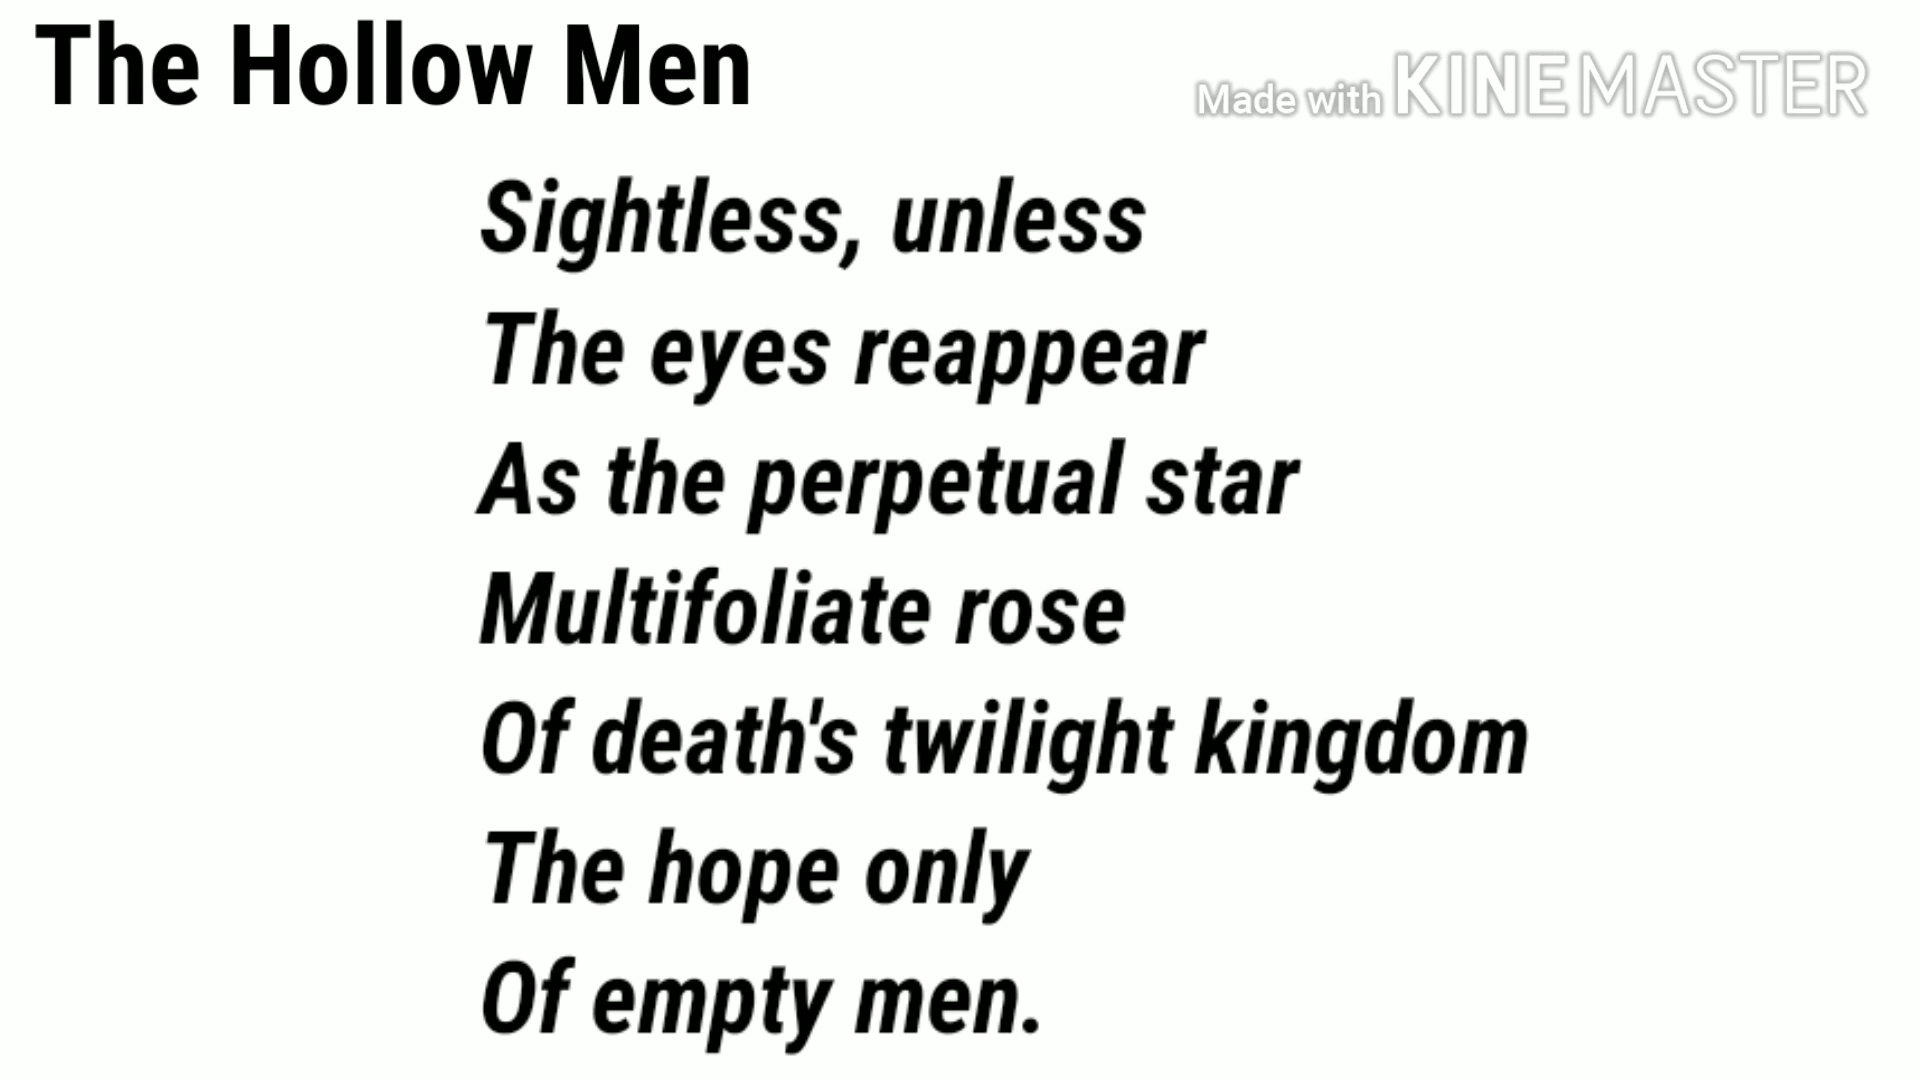 The Hollow Men
Made with KINEMASTER
Sightless, unless
The eyes reappear
As the perpetual star
Multifoliate rose
Of death's twilight kingdom
The hope only
Of empty men.